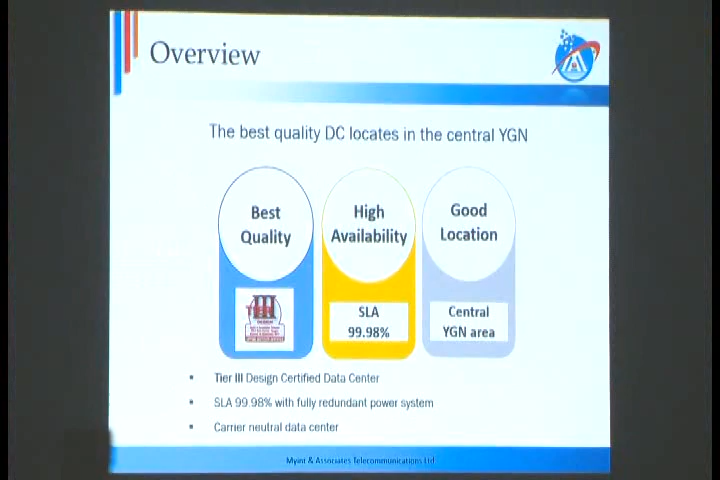 Overview
The best quality DC locates in the central YGN
Best
Quality
High
Availability
Good
Location
III
DESIGN
SLA
99.98%
Central
YGN area
Tier III Design Certified Data Center
SLA 99.98% with fully redundant power system
Carrier neutral data center
Myint & Associates Telecommunications Ltd